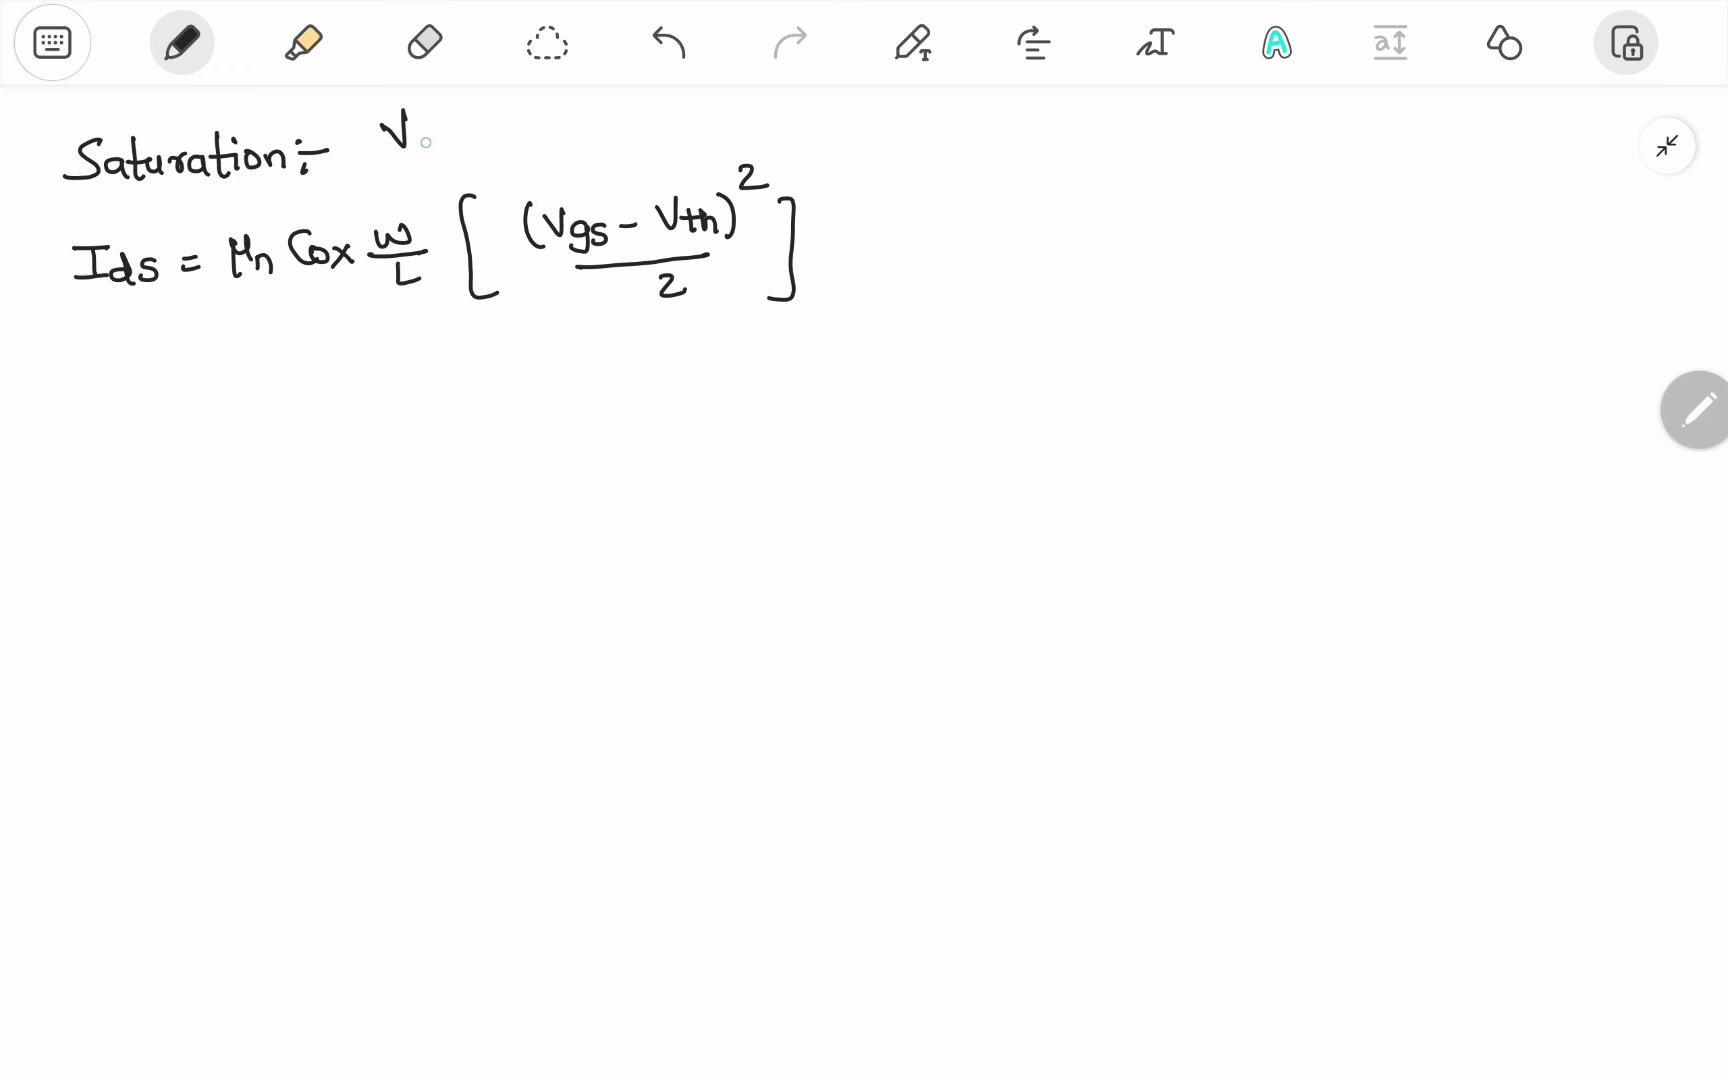 Saturation :- V
Ids = μn Cox W/L [ (Vgs - Vth)^2 / 2 ]